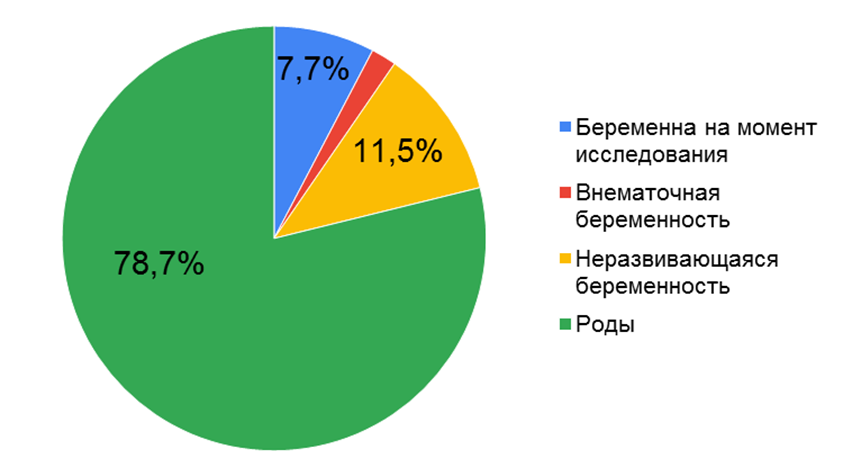 7,7%
11,5%
78,7%
Беременна на момент
исследования
Внематочная
беременность
Неразвивающаяся
беременность
Роды